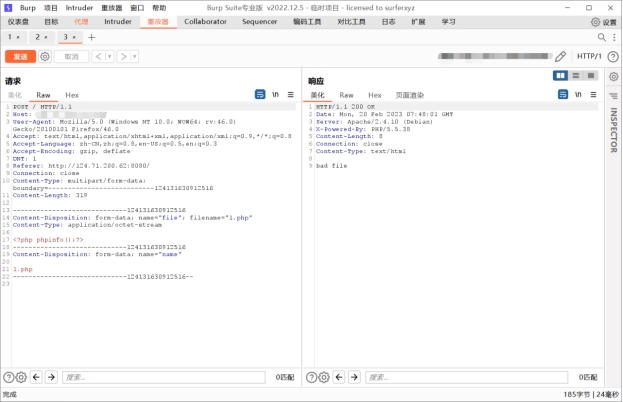 Burp 项目 Intruder 重放器 窗口 帮助 Burp Suite专业版 v2022.12.5 - 临时项目 - licensed to surferxyz
仪表盘 目标 代理 Intruder 重放器 Collaborator Sequencer 编码工具 对比工具 日志 扩展 学习 设置
1 × 2 × 3 × +
发送 取消 HTTP/1
请求
美化 Raw Hex \n
1 POST / HTTP/1.1
2 Host:
3 User-Agent: Mozilla/5.0 (Windows NT 10.0; WOW64; rv:46.0)
Gecko/20100101 Firefox/46.0
4 Accept: text/html,application/xhtml+xml,application/xml;q=0.9,*/*;q=0.8
5 Accept-Language: zh-CN,zh;q=0.8,en-US;q=0.5,en;q=0.3
6 Accept-Encoding: gzip, deflate
7 DNT: 1
8 Referer: http://124.71.200.62:8080/
9 Connection: close
10 Content-Type: multipart/form-data;
boundary=---------------------------124131630912516
11 Content-Length: 319
12
13 -----------------------------124131630912516
14 Content-Disposition: form-data; name="file"; filename="1.php"
15 Content-Type: application/octet-stream
16
17 <?php phpinfo();?>
18 -----------------------------124131630912516
19 Content-Disposition: form-data; name="name"
20
21 1.php
22 -----------------------------124131630912516--
23
搜索... 0匹配
响应
美化 Raw Hex 页面渲染 \n
1 HTTP/1.1 200 OK
2 Date: Mon, 20 Feb 2023 07:48:01 GMT
3 Server: Apache/2.4.10 (Debian)
4 X-Powered-By: PHP/5.5.38
5 Content-Length: 8
6 Connection: close
7 Content-Type: text/html
8
9 bad file
搜索... 0匹配
INSPECTOR
完成 185字节 | 24毫秒